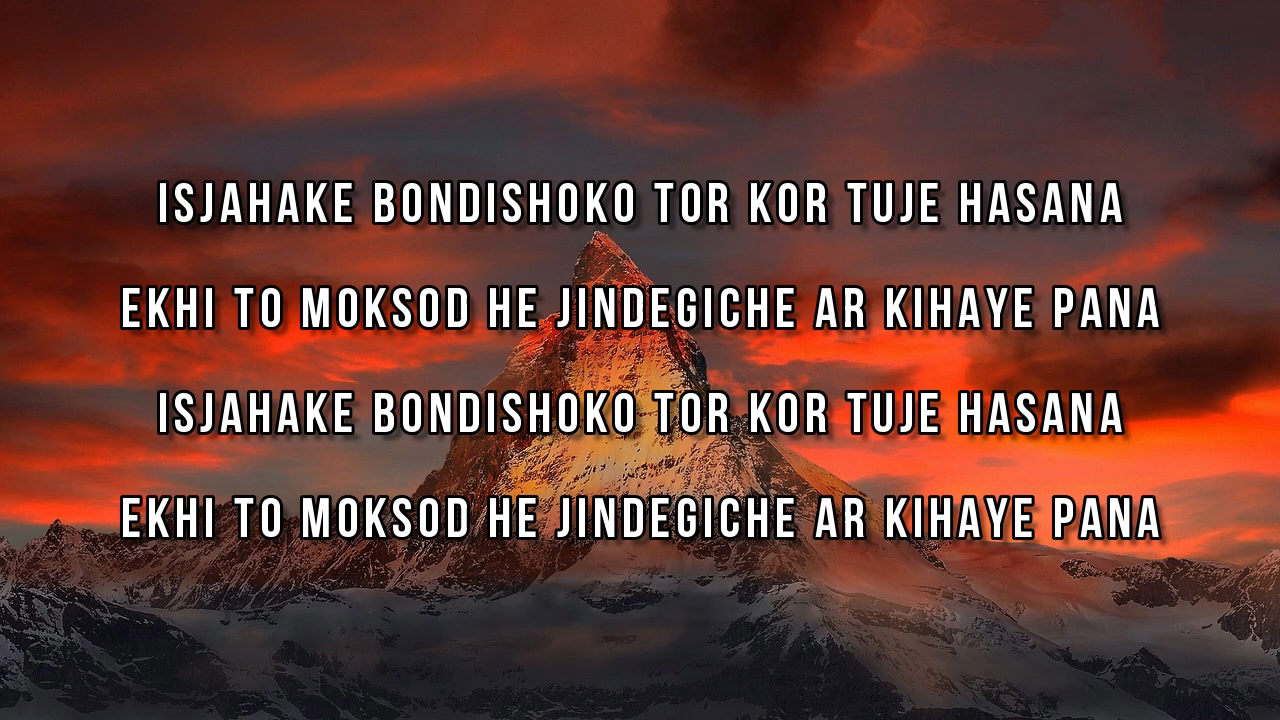 ISJAHAKE BONDISHOKO TOR KOR TUJE HASANA
EKHI TO MOKSOD HE JINDEGICHE AR KIHAYE PANA
ISJAHAKE BONDISHOKO TOR KOR TUJE HASANA
EKHI TO MOKSOD HE JINDEGICHE AR KIHAYE PANA